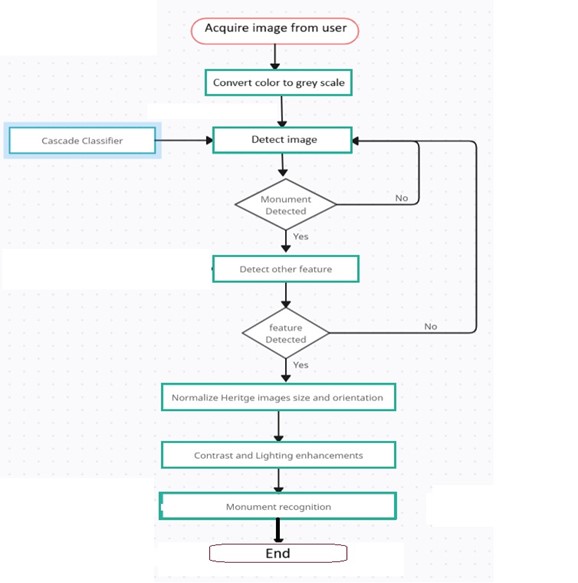 Acquire image from user
Convert color to grey scale
Cascade Classifier
Detect image
Monument
Detected
No
Yes
Detect other feature
feature
Detected
No
Yes
Normalize Heritge images size and orientation
Contrast and Lighting enhancements
Monument recognition
End